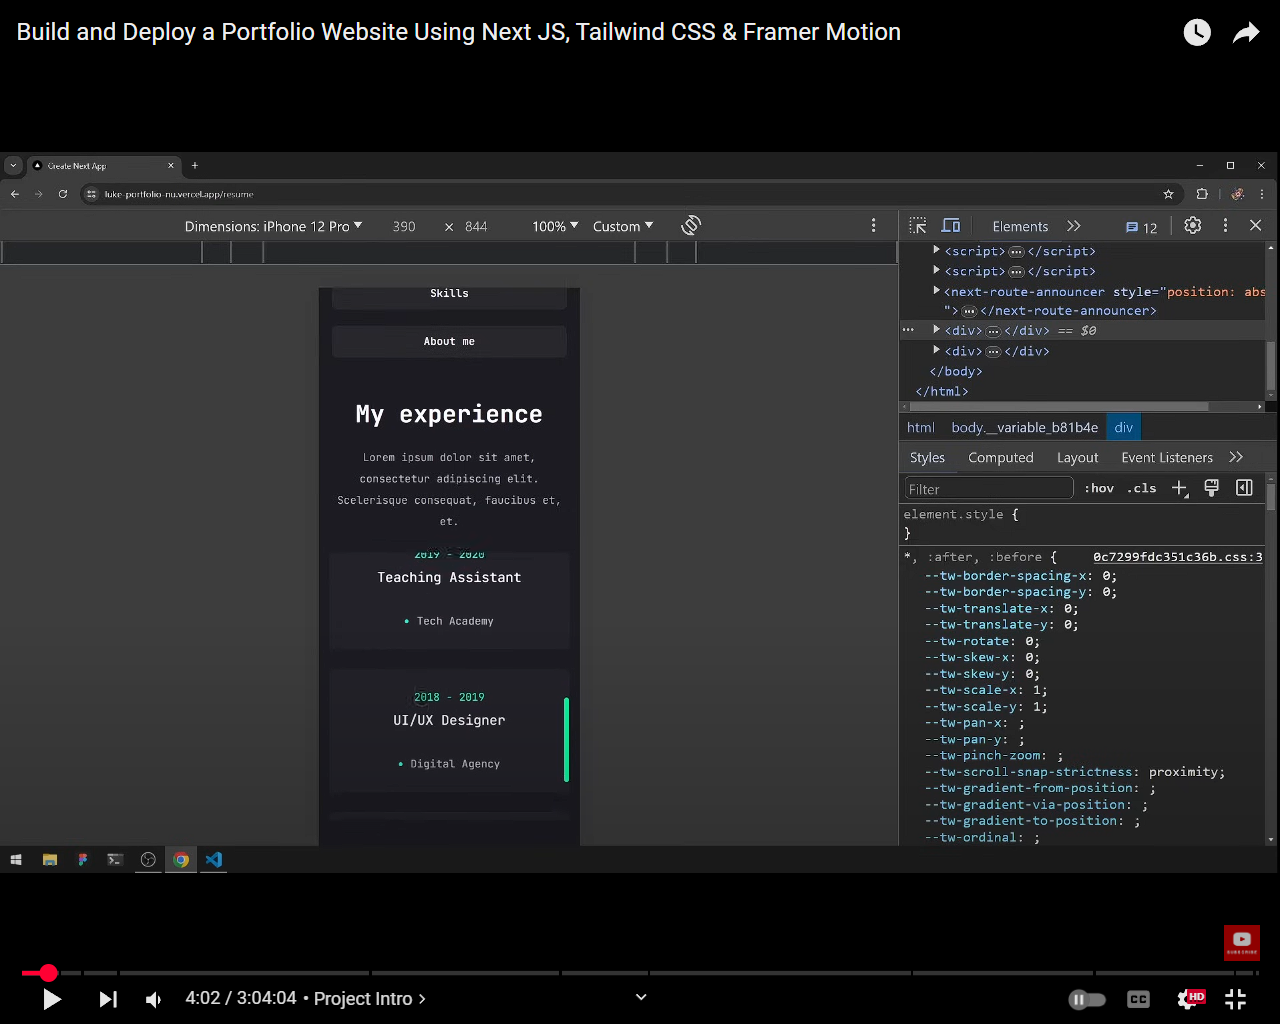 Build and Deploy a Portfolio Website Using Next JS, Tailwind CSS & Framer Motion
Create Next App
luke-portfolio-nu.vercel.app/resume
Dimensions: iPhone 12 Pro 390 × 844 100% Custom
Elements 12
<script> ⋯ </script>
<script> ⋯ </script>
<next-route-announcer style="position: abs
"> ⋯ </next-route-announcer>
⋯ <div> ⋯ </div> == $0
<div> ⋯ </div>
</body>
</html>
html body.__variable_b81b4e div
Styles Computed Layout Event Listeners
Filter :hov .cls
element.style {
}
*, :after, :before { 0c7299fdc351c36b.css:3
--tw-border-spacing-x: 0;
--tw-border-spacing-y: 0;
--tw-translate-x: 0;
--tw-translate-y: 0;
--tw-rotate: 0;
--tw-skew-x: 0;
--tw-skew-y: 0;
--tw-scale-x: 1;
--tw-scale-y: 1;
--tw-pan-x: ;
--tw-pan-y: ;
--tw-pinch-zoom: ;
--tw-scroll-snap-strictness: proximity;
--tw-gradient-from-position: ;
--tw-gradient-via-position: ;
--tw-gradient-to-position: ;
--tw-ordinal: ;
Skills
About me
My experience
Lorem ipsum dolor sit amet,
consectetur adipiscing elit.
Scelerisque consequat, faucibus et,
et.
2019 - 2020
Teaching Assistant
• Tech Academy
2018 - 2019
UI/UX Designer
• Digital Agency
SUBSCRIBE
4:02 / 3:04:04 • Project Intro ›
CC
HD